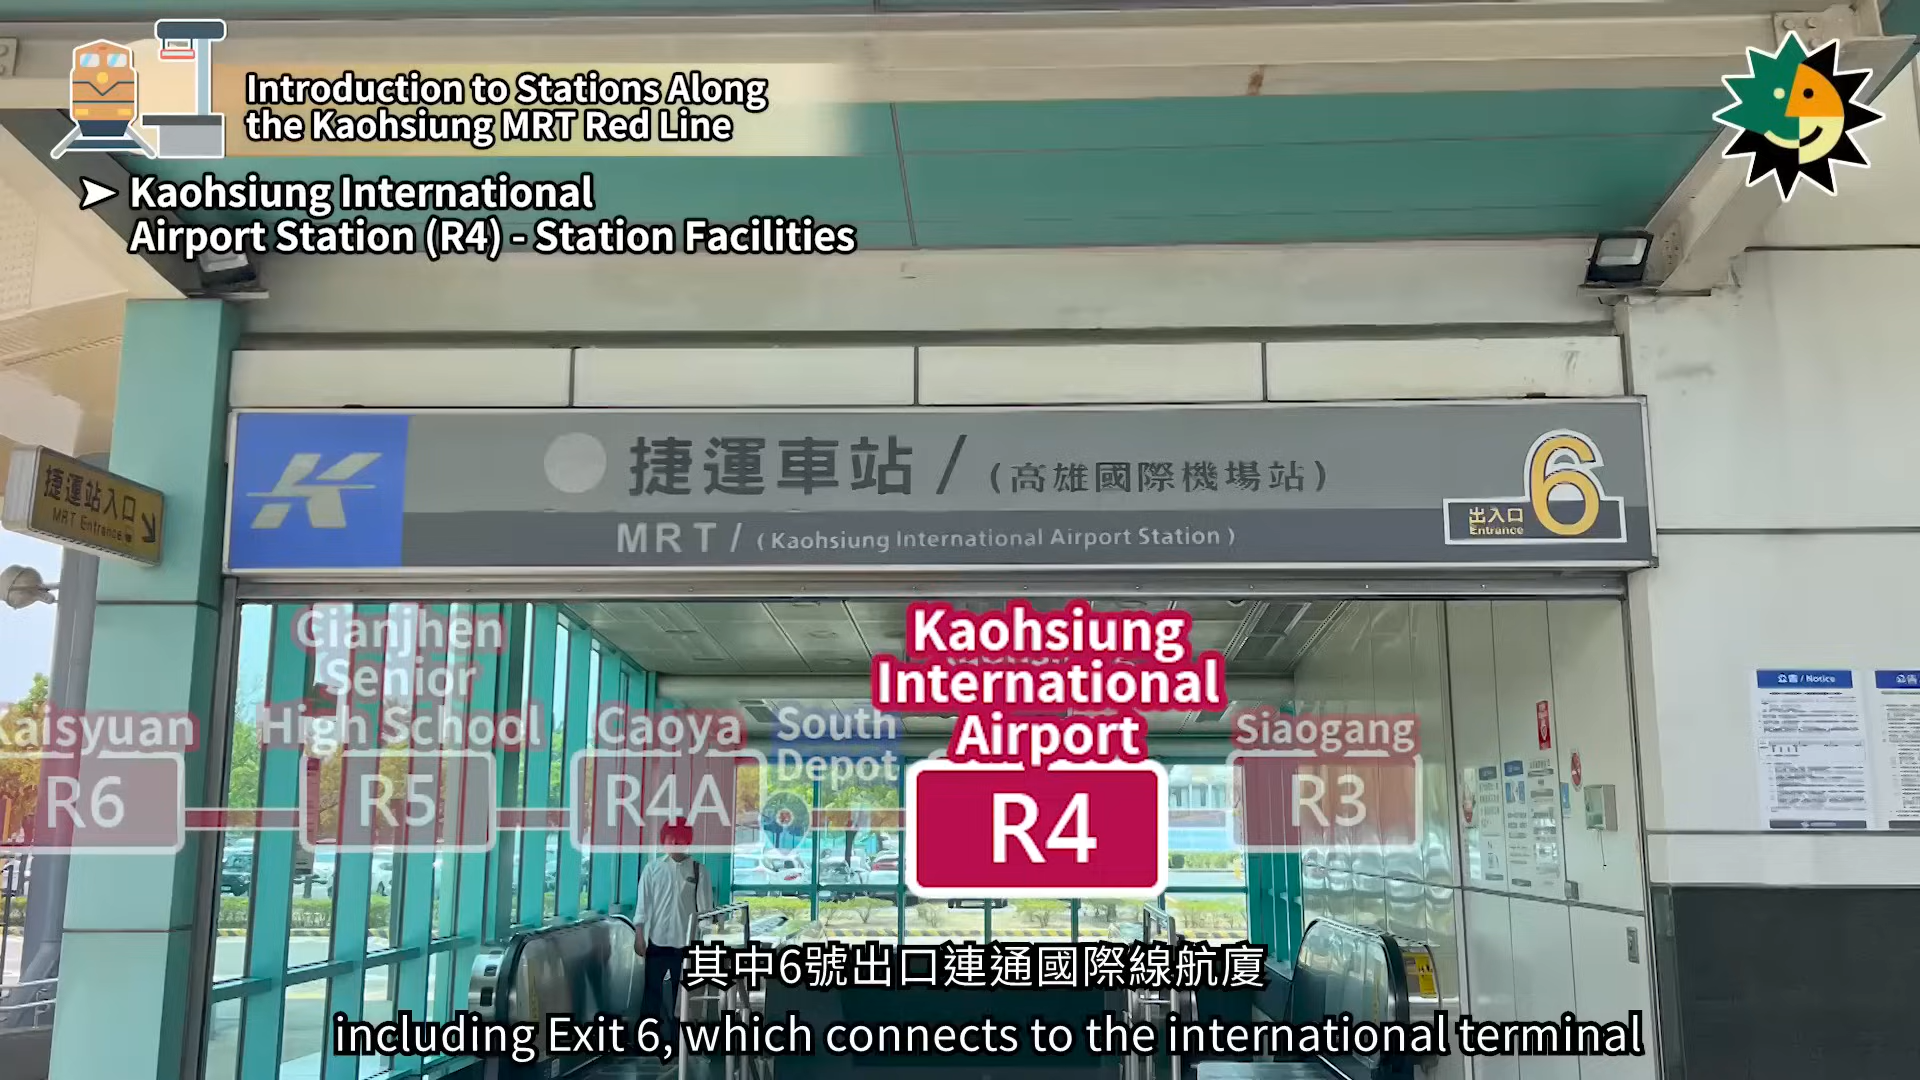 Introduction to Stations Along
the Kaohsiung MRT Red Line
➤ Kaohsiung International
Airport Station (R4) - Station Facilities
捷運車站 / (高雄國際機場站)
MRT / (Kaohsiung International Airport Station)
6
出入口
Entrance
捷運站入口
MRT Entrance
公告 / Notice
Kaisyuan
R6
Cianjhen
Senior
High School
R5
Caoya
R4A
South
Depot
Kaohsiung
International
Airport
R4
Siaogang
R3
其中6號出口連通國際線航廈
including Exit 6, which connects to the international terminal